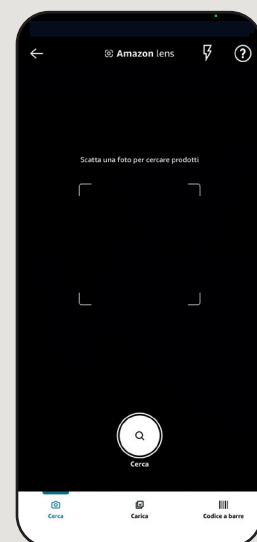 Amazon lens
?
Scatta una foto per cercare prodotti
Cerca
Cerca Carica Codice a barre